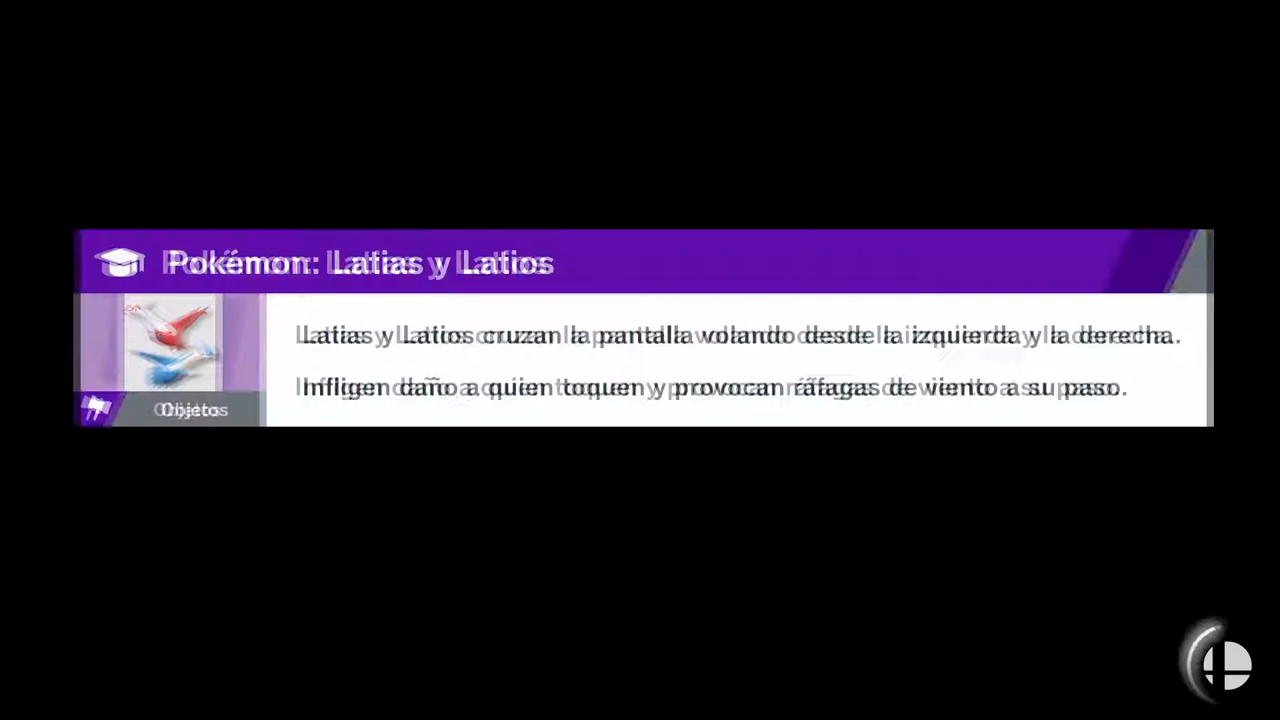 Pokémon: Latias y Latios
Latias y Latios cruzan la pantalla volando desde la izquierda y la derecha.
Infligen daño a quien toquen y provocan ráfagas de viento a su paso.
Objetos